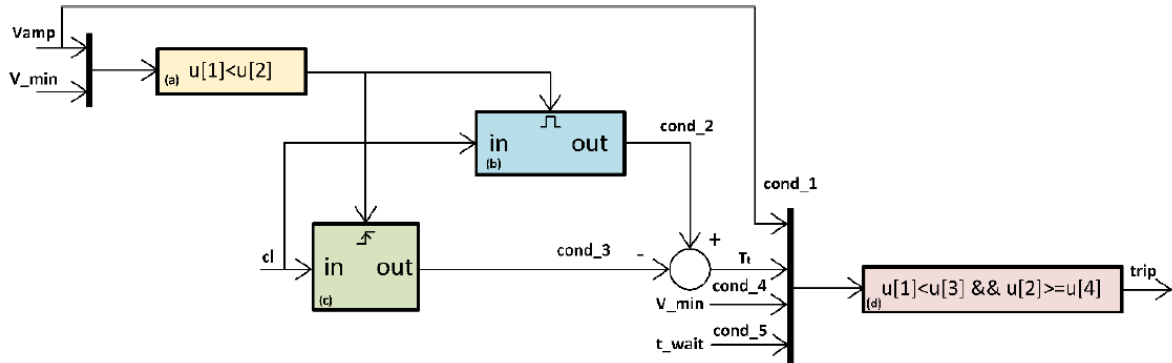 Vamp
V_min
u[1]<u[2]
(a)
in out
(b)
cond_2
cond_1
cl
in out
(c)
cond_3
-
+
Tt
cond_4
V_min
cond_5
t_wait
u[1]<u[3] && u[2]>=u[4]
(d)
trip